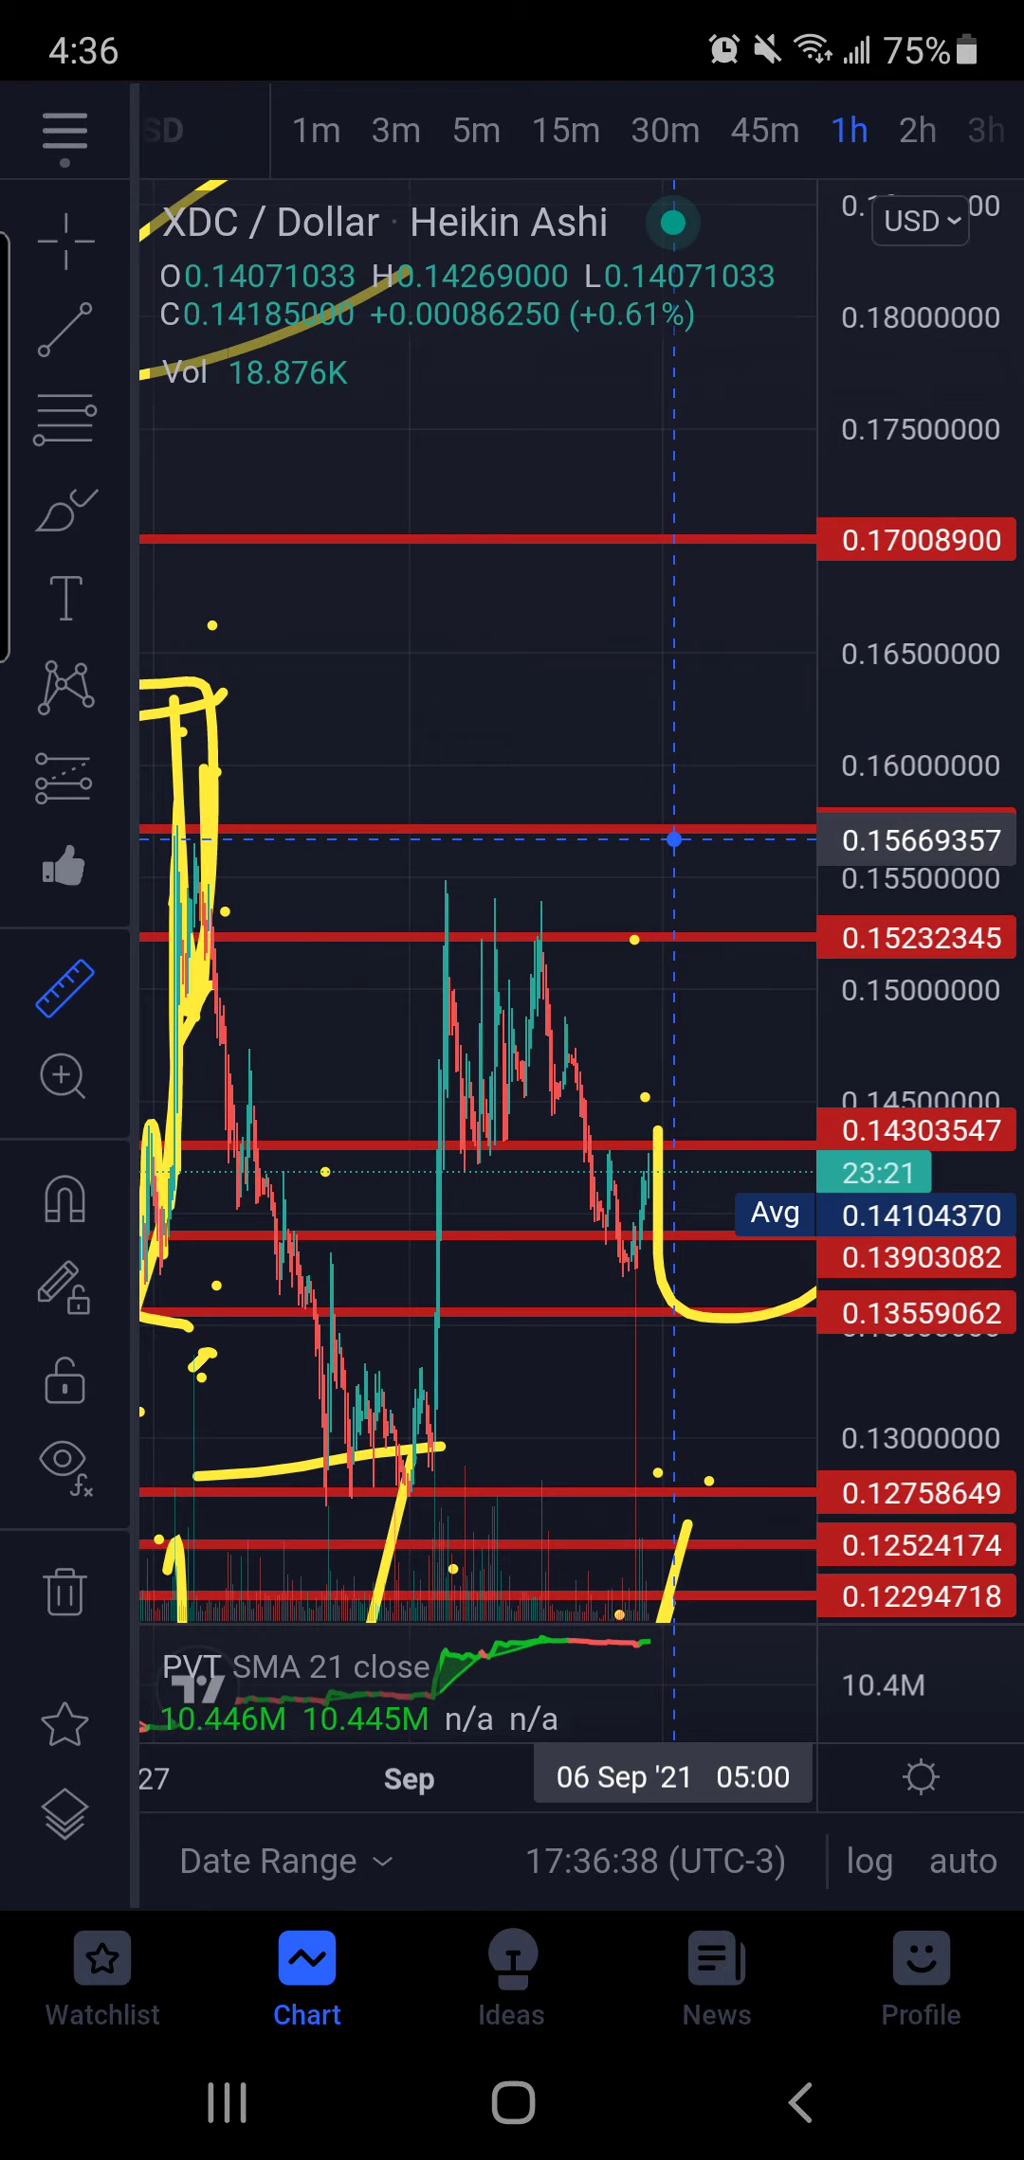 4:36 75%
SD 1m 3m 5m 15m 30m 45m 1h 2h 3h
XDC / Dollar · Heikin Ashi
USD
O0.14071033 H0.14269000 L0.14071033
C0.14185000 +0.00086250 (+0.61%)
Vol 18.876K
0.18000000
0.17500000
0.17008900
0.16500000
0.16000000
0.15669357
0.15500000
0.15232345
0.15000000
0.14500000
0.14303547
23:21
Avg 0.14104370
0.13903082
0.13559062
0.13000000
0.12758649
0.12524174
0.12294718
PVT SMA 21 close
10.4M
10.446M 10.445M n/a n/a
27 Sep 06 Sep '21 05:00
Date Range 17:36:38 (UTC-3) log auto
Watchlist Chart Ideas News Profile